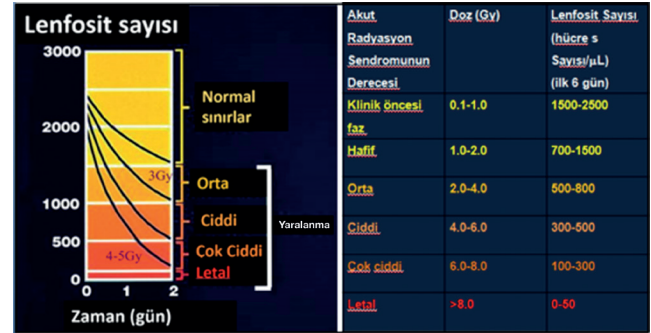 Lenfosit sayısı
3000
2000
1000
500
0
0 1 2
Zaman (gün)
3Gy
4-5Gy
Normal
sınırlar
Orta
Ciddi
Çok Ciddi
Letal
Yaralanma
Akut
Radyasyon
Sendromunun
Derecesi
Doz (Gy)
Lenfosit Sayısı
(hücre s
Sayısı/µL)
(ilk 6 gün)
Klinik öncesi
faz
0.1-1.0
1500-2500
Hafif
1.0-2.0
700-1500
Orta
2.0-4.0
500-800
Ciddi
4.0-6.0
300-500
Çok ciddi
6.0-8.0
100-300
Letal
>8.0
0-50